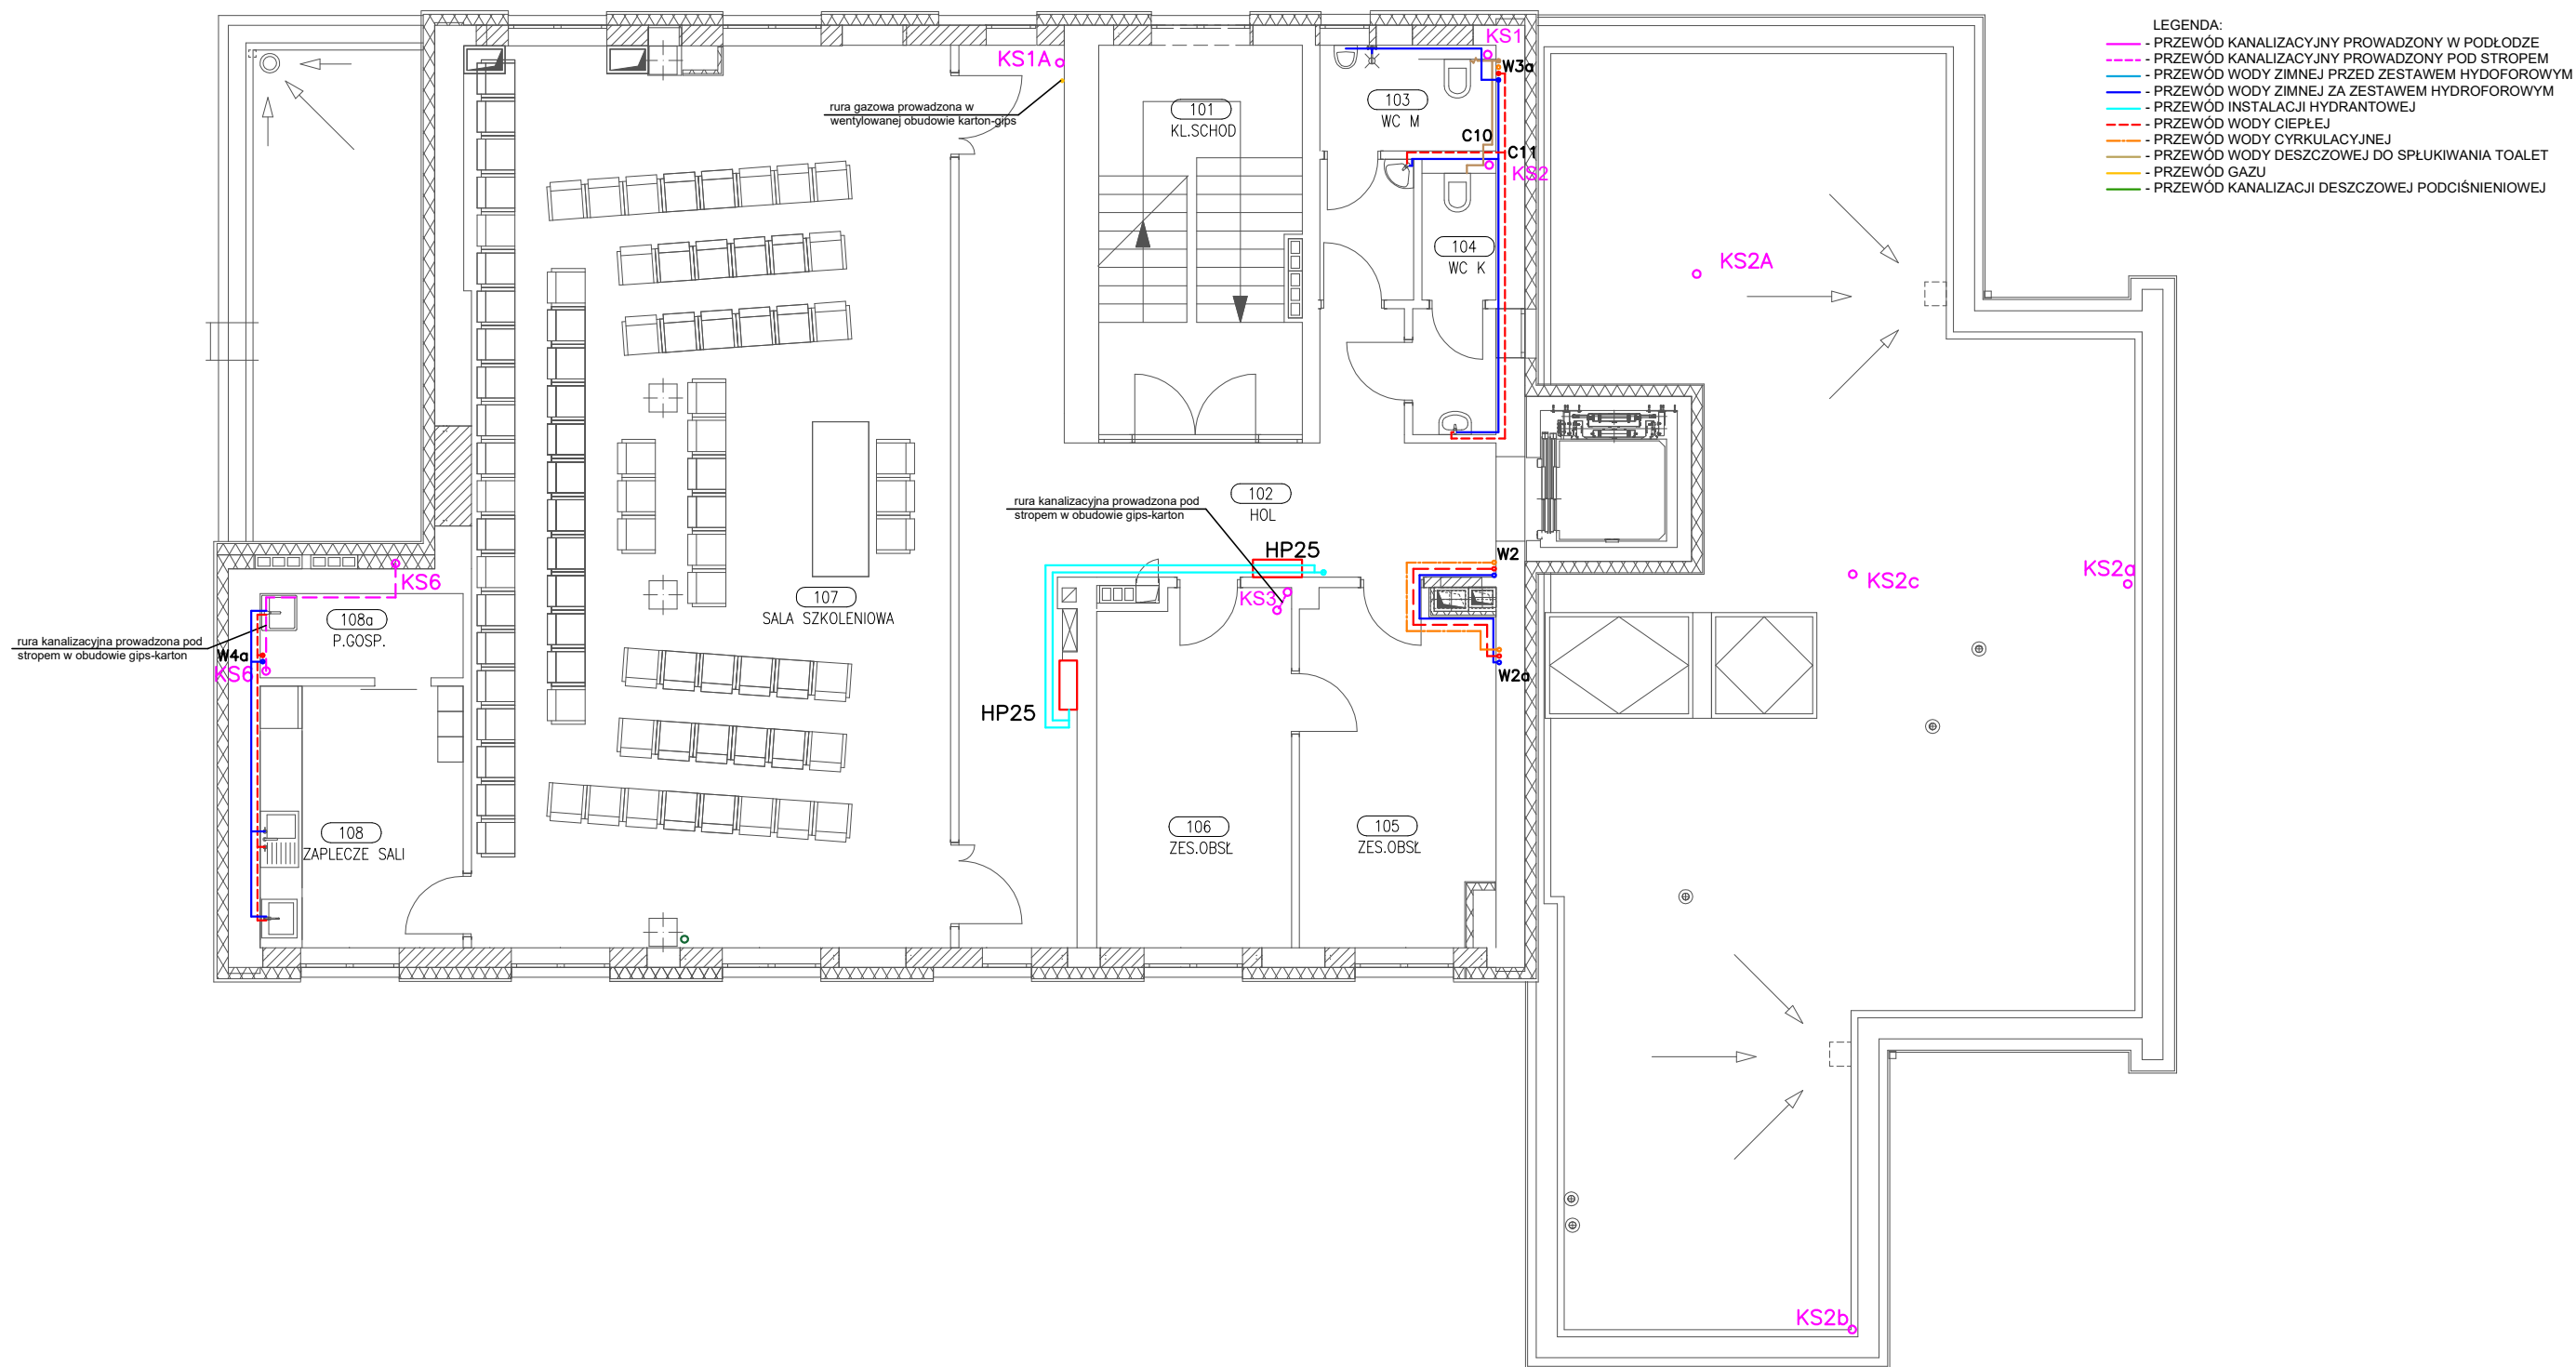 LEGENDA:
- PRZEWÓD KANALIZACYJNY PROWADZONY W PODŁODZE
- PRZEWÓD KANALIZACYJNY PROWADZONY POD STROPEM
- PRZEWÓD WODY ZIMNEJ PRZED ZESTAWEM HYDOFOROWYM
- PRZEWÓD WODY ZIMNEJ ZA ZESTAWEM HYDROFOROWYM
- PRZEWÓD INSTALACJI HYDRANTOWEJ
- PRZEWÓD WODY CIEPŁEJ
- PRZEWÓD WODY CYRKULACYJNEJ
- PRZEWÓD WODY DESZCZOWEJ DO SPŁUKIWANIA TOALET
- PRZEWÓD GAZU
- PRZEWÓD KANALIZACJI DESZCZOWEJ PODCIŚNIENIOWEJ
KS1
KS1A
W3a
rura gazowa prowadzona w
wentylowanej obudowie karton-gips
101
KL.SCHOD
103
WC M
C10
C11
KS2
104
WC K
KS2A
rura kanalizacyjna prowadzona pod
stropem w obudowie gips-karton
102
HOL
HP25
W2
KS2c
KS2a
KS6
KS3
107
SALA SZKOLENIOWA
108a
P.GOSP.
rura kanalizacyjna prowadzona pod
stropem w obudowie gips-karton
W4a
KS6
W2a
HP25
108
ZAPLECZE SALI
106
ZES.OBSŁ
105
ZES.OBSŁ
KS2b